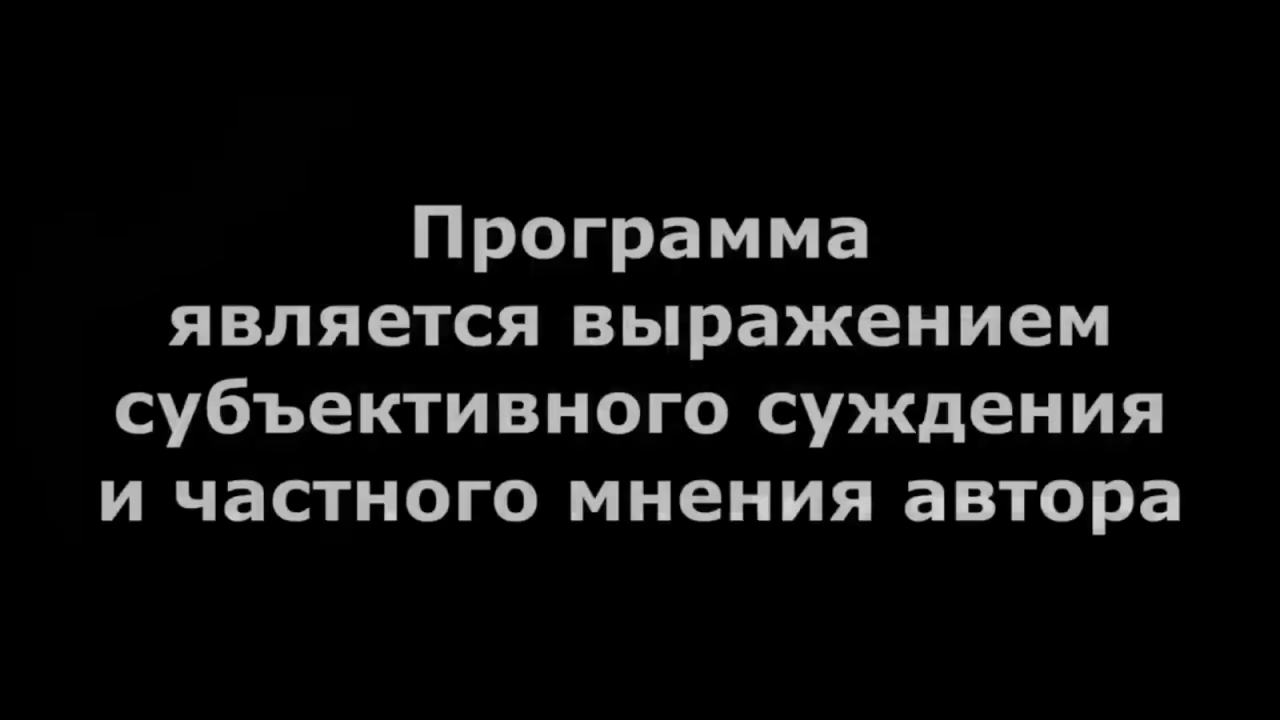 Программа
является выражением
субъективного суждения
и частного мнения автора